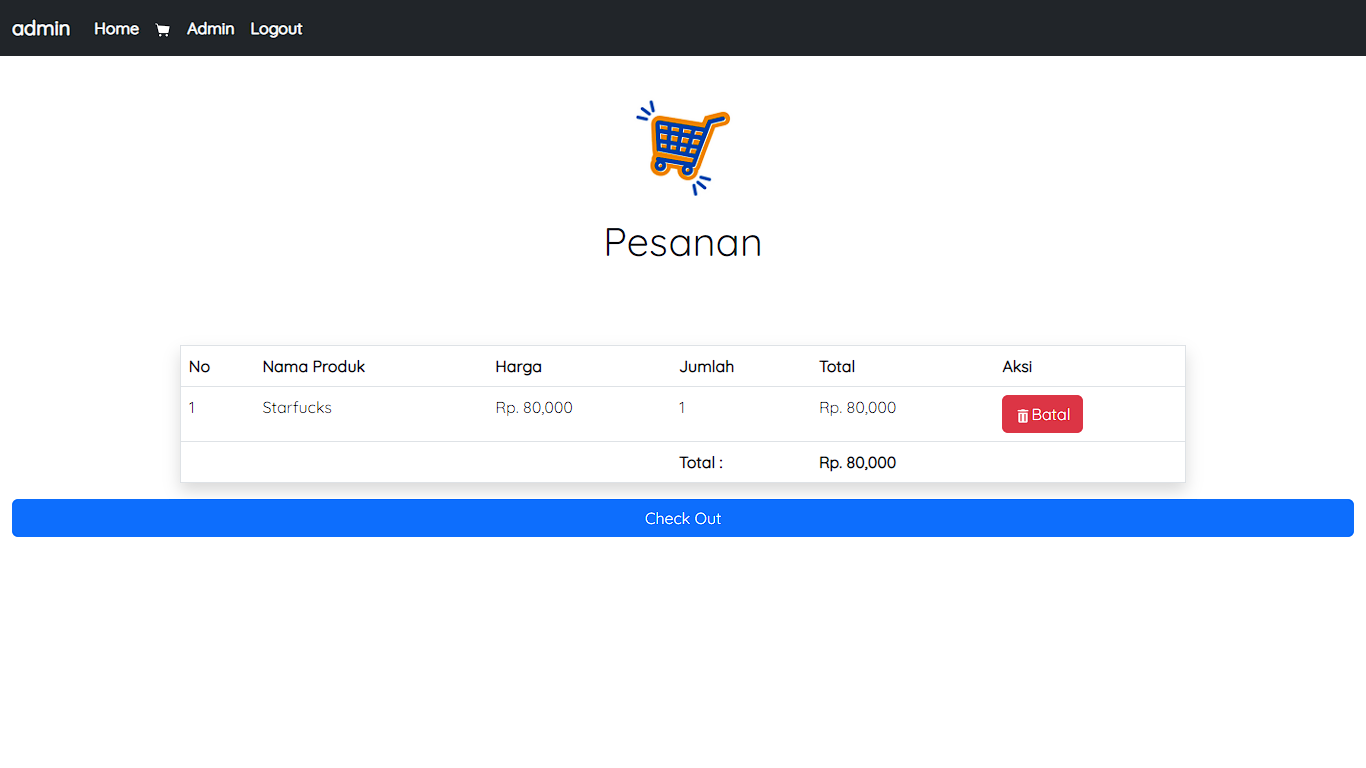 admin Home Admin Logout
Pesanan
No Nama Produk Harga Jumlah Total Aksi
1 Starfucks Rp. 80,000 1 Rp. 80,000 Batal
Total : Rp. 80,000
Check Out